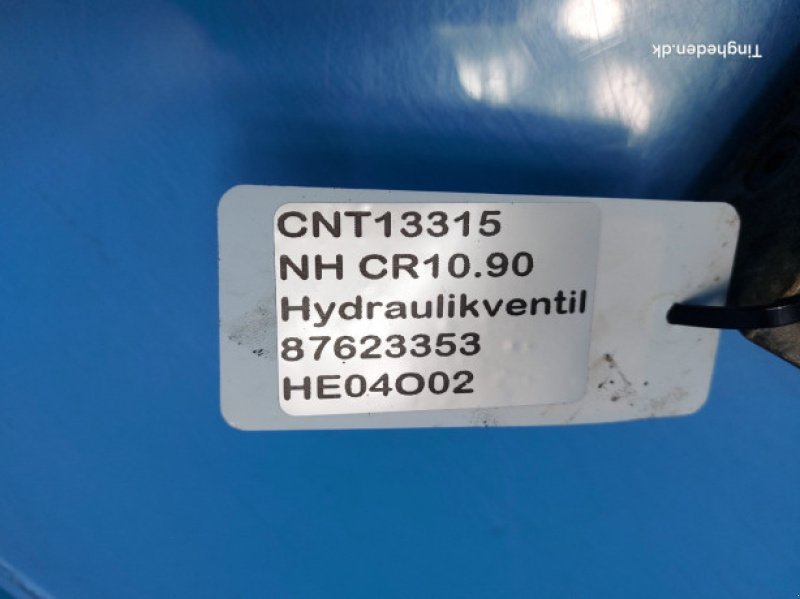 Tingheden.dk
CNT13315
NH CR10.90
Hydraulikventil
87623353
HE04O02